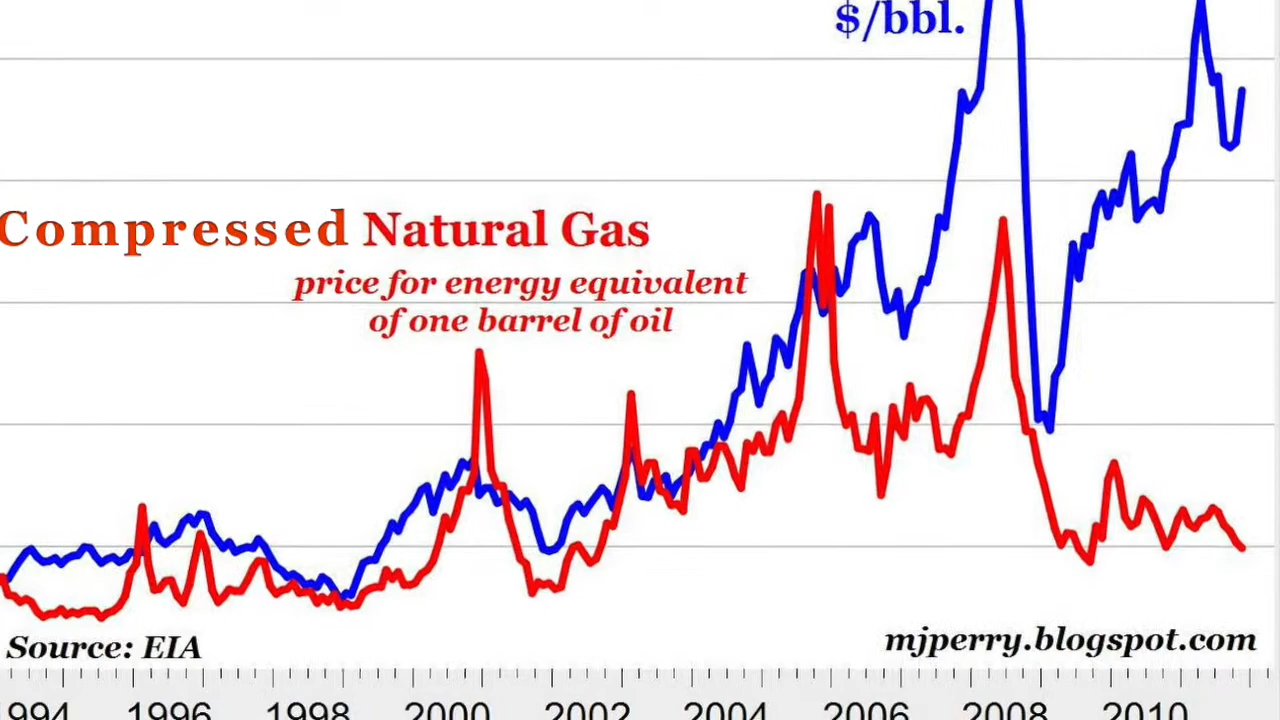 $/bbl.
Compressed Natural Gas
price for energy equivalent
of one barrel of oil
Source: EIA
mjperry.blogspot.com
994 1996 1998 2000 2002 2004 2006 2008 2010